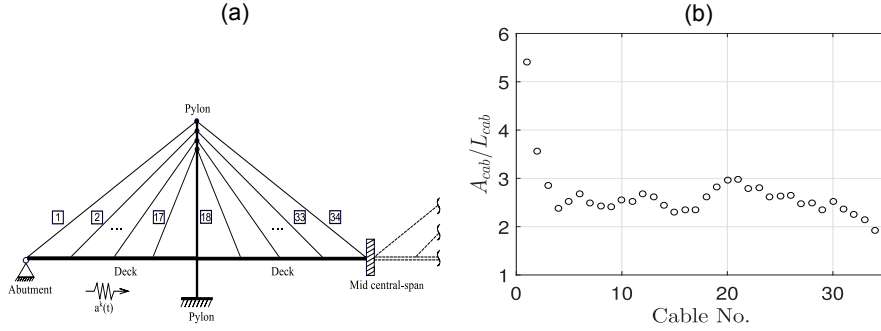 (a)
Pylon
1
2
...
17
18
...
33
34
Deck
Deck
Abutment
a^k(t)
Pylon
Mid central-span
(b)
6
5
4
3
2
1
A_cab/L_cab
0
10
20
30
Cable No.